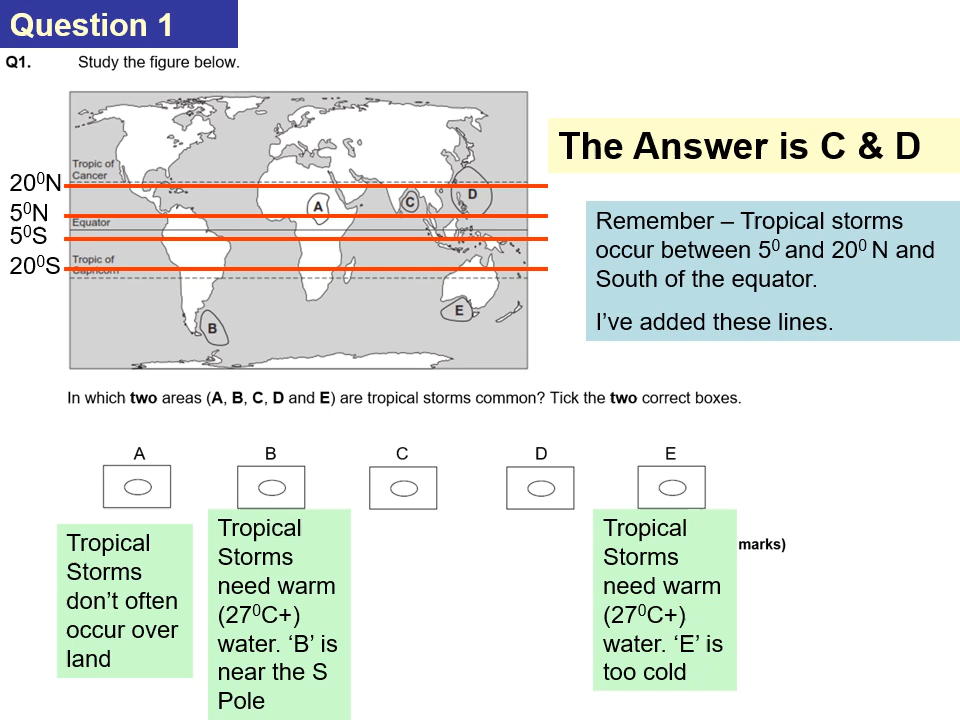 Question 1
Q1. Study the figure below.
The Answer is C & D
Tropic of
Cancer
20⁰N
A
C
D
5⁰N
Equator
5⁰S
Tropic of
Capricorn
20⁰S
E
B
Remember – Tropical storms
occur between 5⁰ and 20⁰ N and
South of the equator.
I've added these lines.
In which two areas (A, B, C, D and E) are tropical storms common? Tick the two correct boxes.
A B C D E
Tropical
Storms
don't often
occur over
land
Tropical
Storms
need warm
(27⁰C+)
water. 'B' is
near the S
Pole
Tropical
Storms
need warm
(27⁰C+)
water. 'E' is
too cold
marks)